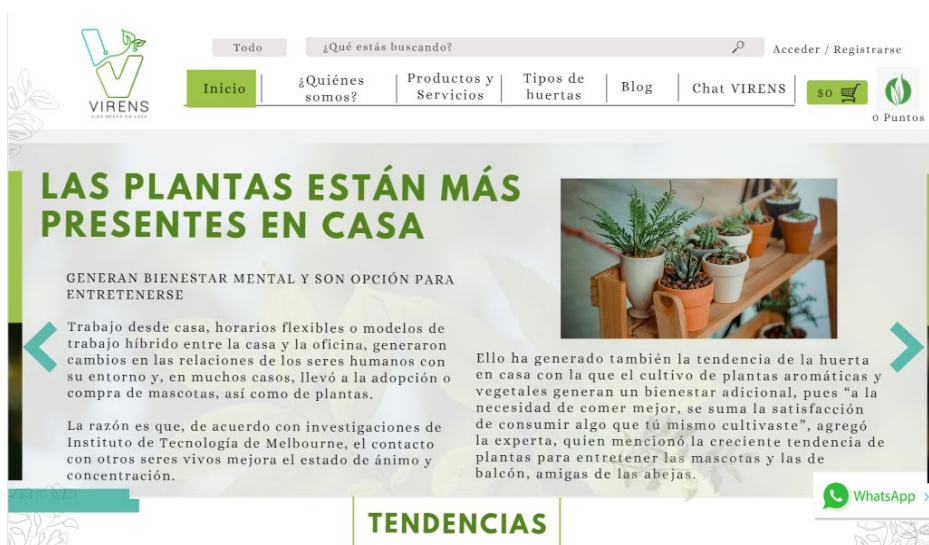 Todo
¿Qué estás buscando?
Acceder / Registrarse
Inicio
¿Quiénes
somos?
Productos y
Servicios
Tipos de
huertas
Blog
Chat VIRENS
$0
0 Puntos
VIRENS
LAS PLANTAS ESTÁN MÁS
PRESENTES EN CASA
GENERAN BIENESTAR MENTAL Y SON OPCIÓN PARA
ENTRETENERSE
Trabajo desde casa, horarios flexibles o modelos de
trabajo híbrido entre la casa y la oficina, generaron
cambios en las relaciones de los seres humanos con
su entorno y, en muchos casos, llevó a la adopción o
compra de mascotas, así como de plantas.
La razón es que, de acuerdo con investigaciones de
Instituto de Tecnología de Melbourne, el contacto
con otros seres vivos mejora el estado de ánimo y
concentración.
Ello ha generado también la tendencia de la huerta
en casa con la que el cultivo de plantas aromáticas y
vegetales generan un bienestar adicional, pues “a la
necesidad de comer mejor, se suma la satisfacción
de consumir algo que tú mismo cultivaste”, agregó
la experta, quien mencionó la creciente tendencia de
plantas para entretener las mascotas y las de
balcón, amigas de las abejas.
WhatsApp
TENDENCIAS